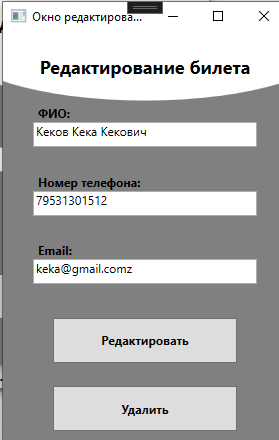 Окно редактирова...
Редактирование билета
ФИО:
Кеков Кека Кекович
Номер телефона:
79531301512
Email:
keka@gmail.comz
Редактировать
Удалить